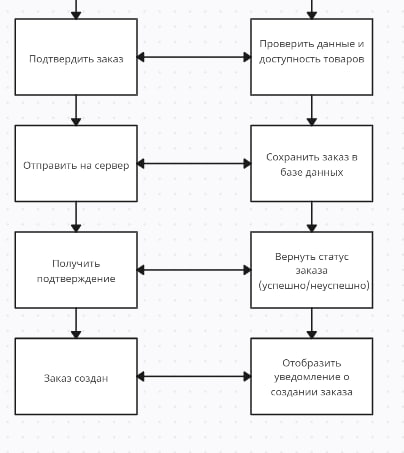 Подтвердить заказ
Проверить данные и
доступность товаров
Отправить на сервер
Сохранить заказ в
базе данных
Получить
подтверждение
Вернуть статус
заказа
(успешно/неуспешно)
Заказ создан
Отобразить
уведомление о
создании заказа